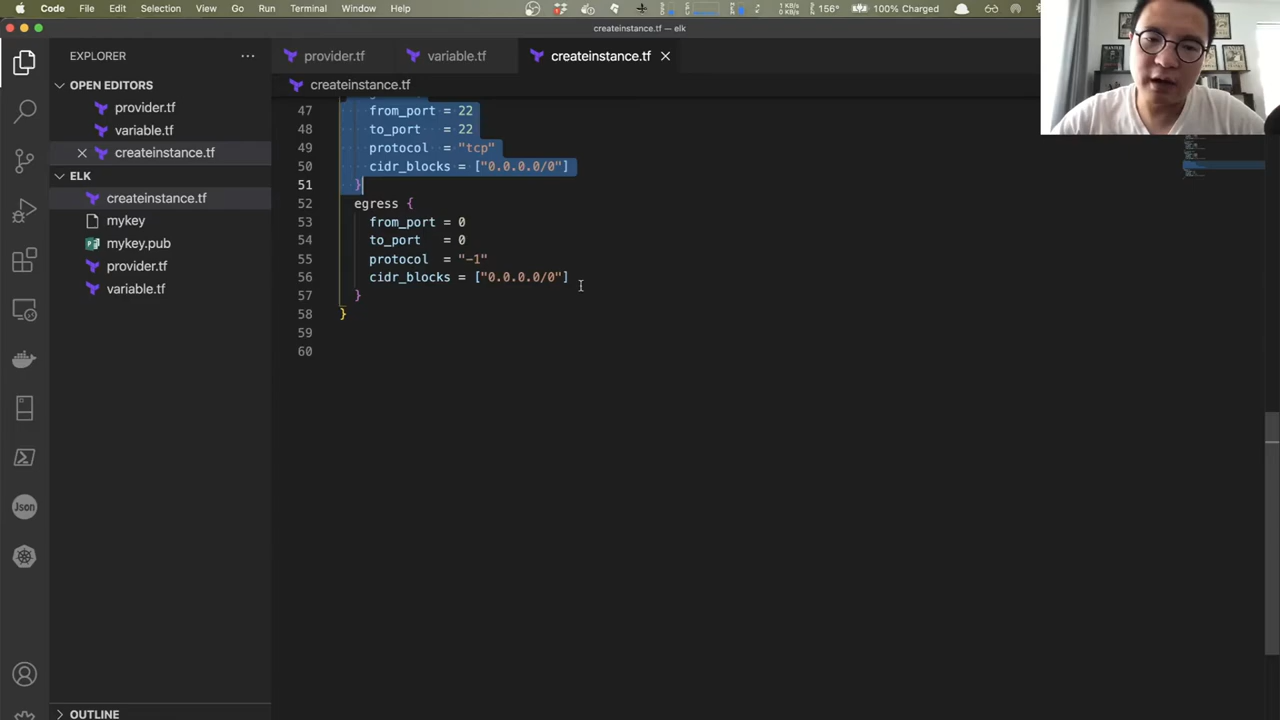 Code File Edit Selection View Go Run Terminal Window Help
156° 100% Charged
createinstance.tf — elk
EXPLORER
provider.tf variable.tf createinstance.tf
OPEN EDITORS
createinstance.tf
provider.tf
variable.tf
createinstance.tf
ELK
createinstance.tf
mykey
mykey.pub
provider.tf
variable.tf
OUTLINE
Json
47 from_port = 22
48 to_port = 22
49 protocol = "tcp"
50 cidr_blocks = ["0.0.0.0/0"]
51 }
52 egress {
53 from_port = 0
54 to_port = 0
55 protocol = "-1"
56 cidr_blocks = ["0.0.0.0/0"]
57 }
58 }
59
60